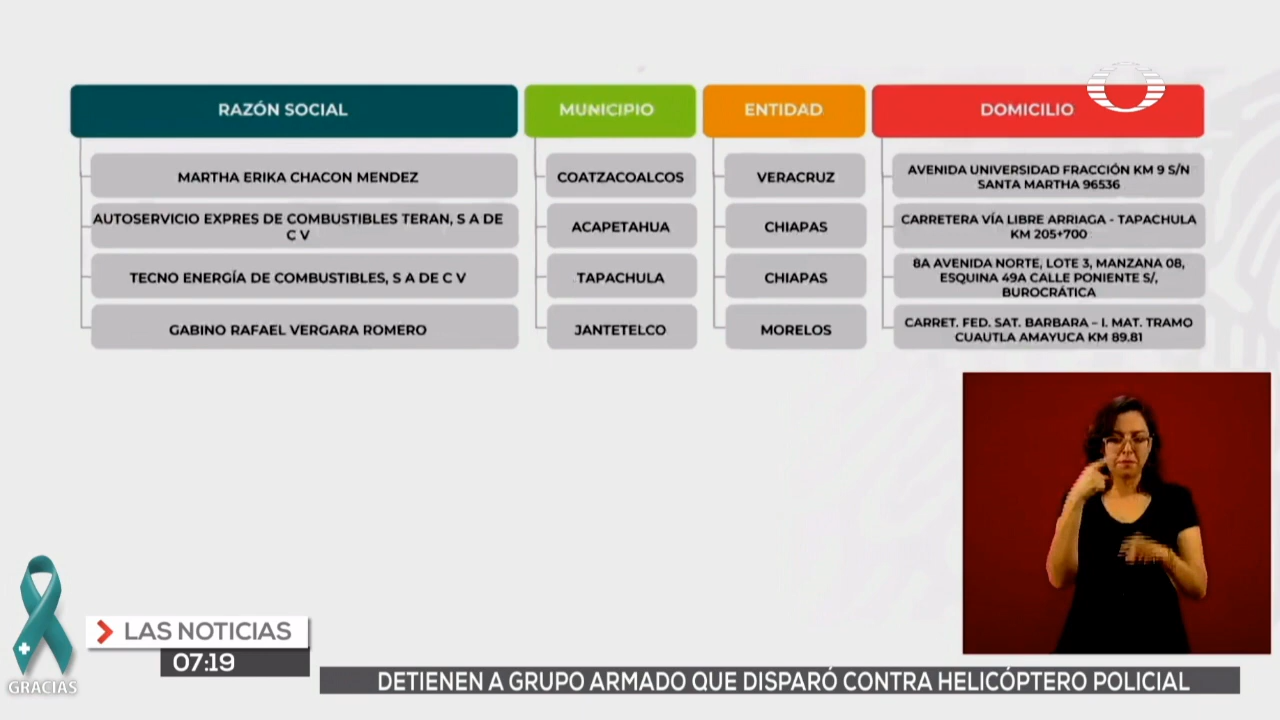 RAZÓN SOCIAL
MUNICIPIO
ENTIDAD
DOMICILIO
MARTHA ERIKA CHACON MENDEZ
COATZACOALCOS
VERACRUZ
AVENIDA UNIVERSIDAD FRACCIÓN KM 9 S/N
SANTA MARTHA 96536
AUTOSERVICIO EXPRES DE COMBUSTIBLES TERAN, S A DE
C V
ACAPETAHUA
CHIAPAS
CARRETERA VÍA LIBRE ARRIAGA - TAPACHULA
KM 205+700
TECNO ENERGÍA DE COMBUSTIBLES, S A DE C V
TAPACHULA
CHIAPAS
8A AVENIDA NORTE, LOTE 3, MANZANA 08,
ESQUINA 49A CALLE PONIENTE S/,
BUROCRÁTICA
GABINO RAFAEL VERGARA ROMERO
JANTETELCO
MORELOS
CARRET. FED. SAT. BARBARA – I. MAT. TRAMO
CUAUTLA AMAYUCA KM 89.81
LAS NOTICIAS
07:19
GRACIAS
DETIENEN A GRUPO ARMADO QUE DISPARÓ CONTRA HELICÓPTERO POLICIAL